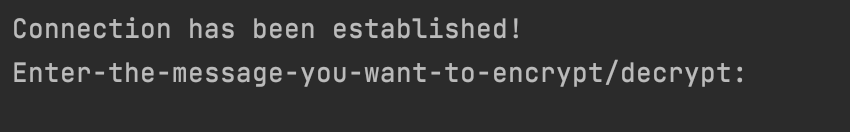 Connection has been established!
Enter-the-message-you-want-to-encrypt/decrypt: